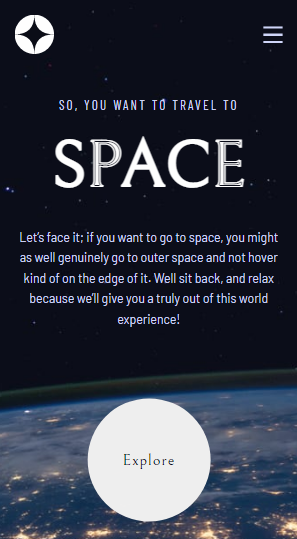 SO, YOU WANT TO TRAVEL TO
SPACE
Let's face it; if you want to go to space, you might
as well genuinely go to outer space and not hover
kind of on the edge of it. Well sit back, and relax
because we'll give you a truly out of this world
experience!
Explore